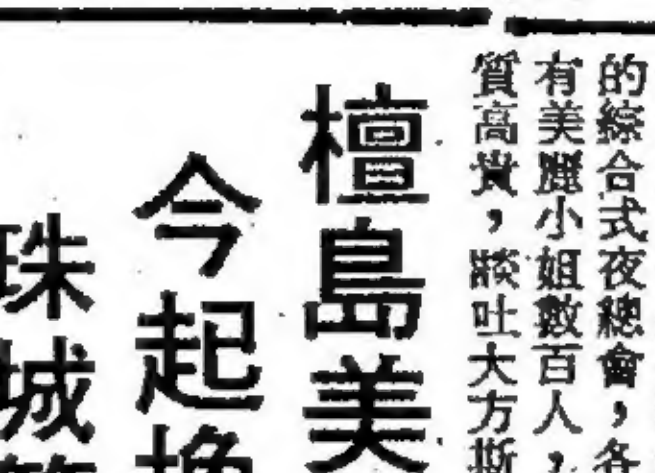 的綜合式夜總會，各
有美麗小姐數百人，
質高貴，談吐大方斯
檀島美
今起換
珠城